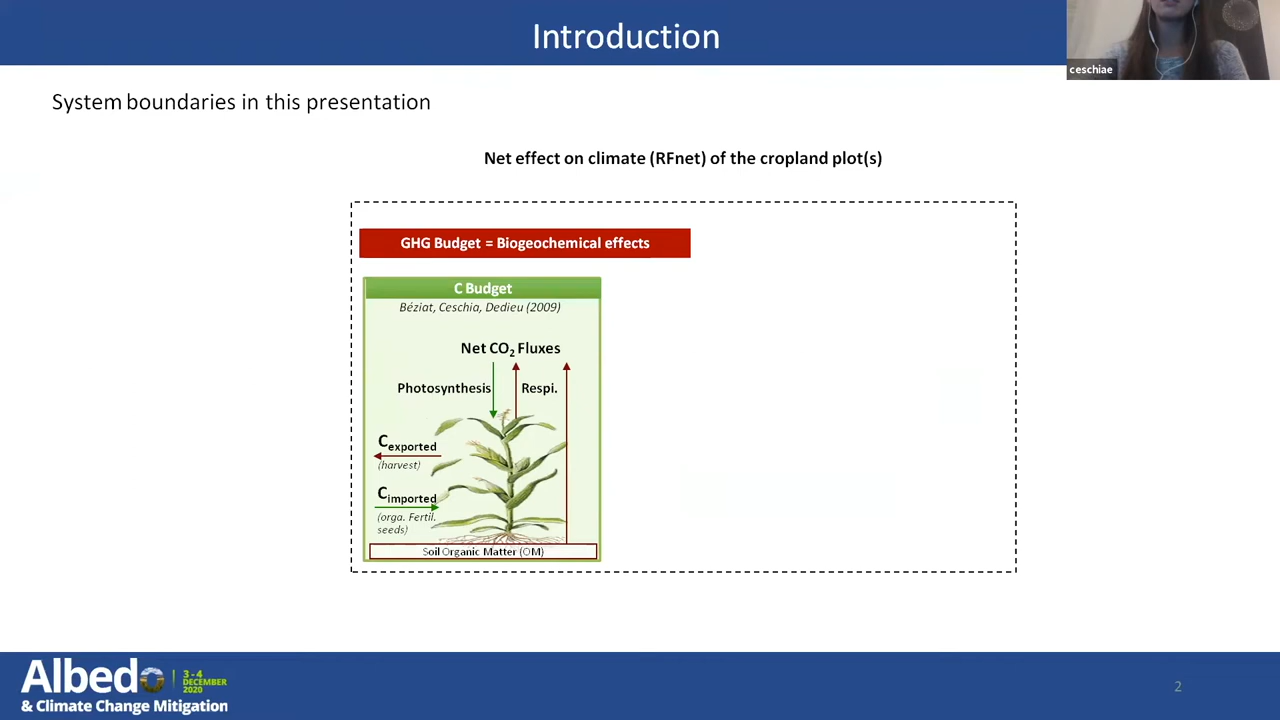 Introduction
ceschiae
System boundaries in this presentation
Net effect on climate (RFnet) of the cropland plot(s)
GHG Budget = Biogeochemical effects
C Budget
Béziat, Ceschia, Dedieu (2009)
Net CO2 Fluxes
Photosynthesis
Respi.
Cexported
(harvest)
Cimported
(orga. Fertil.
seeds)
Soil Organic Matter (OM)
Albedo
3-4
DECEMBER
2020
& Climate Change Mitigation
2